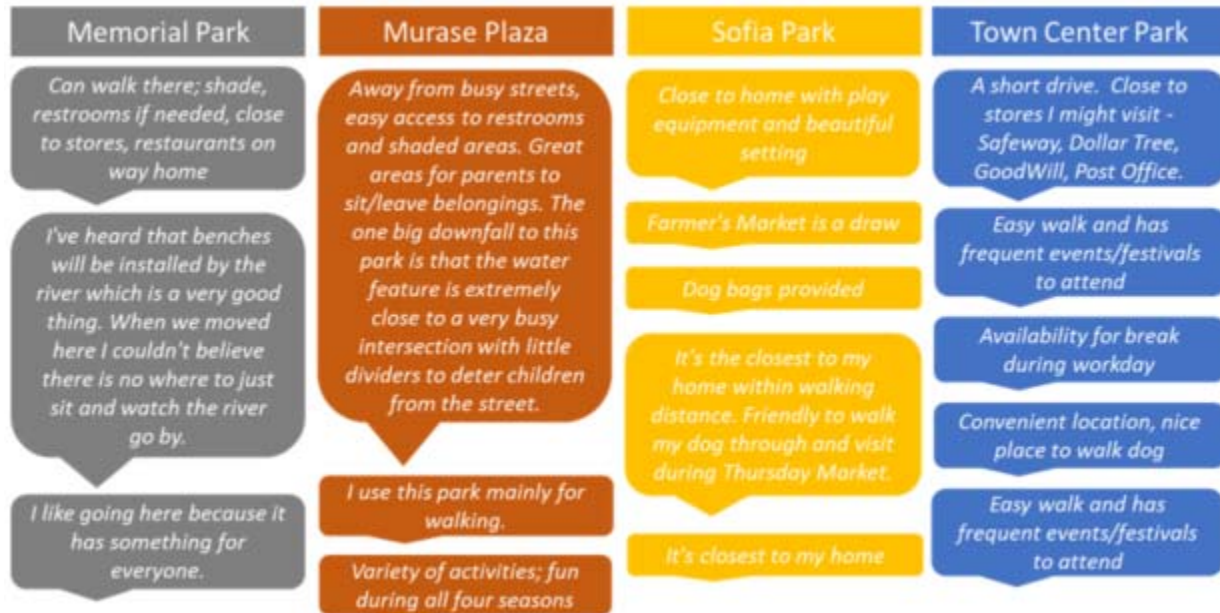 Memorial Park
Can walk there; shade,
restrooms if needed, close
to stores, restaurants on
way home
I've heard that benches
will be installed by the
river which is a very good
thing. When we moved
here I couldn't believe
there is no where to just
sit and watch the river
go by.
I like going here because it
has something for
everyone.
Murase Plaza
Away from busy streets,
easy access to restrooms
and shaded areas. Great
areas for parents to
sit/leave belongings. The
one big downfall to this
park is that the water
feature is extremely
close to a very busy
intersection with little
dividers to deter children
from the street.
I use this park mainly for
walking.
Variety of activities; fun
during all four seasons
Sofia Park
Close to home with play
equipment and beautiful
setting
Farmer's Market is a draw
Dog bags provided
It's the closest to my
home within walking
distance. Friendly to walk
my dog through and visit
during Thursday Market.
It's closest to my home
Town Center Park
A short drive. Close to
stores I might visit -
Safeway, Dollar Tree,
GoodWill, Post Office.
Easy walk and has
frequent events/festivals
to attend
Availability for break
during workday
Convenient location, nice
place to walk dog
Easy walk and has
frequent events/festivals
to attend